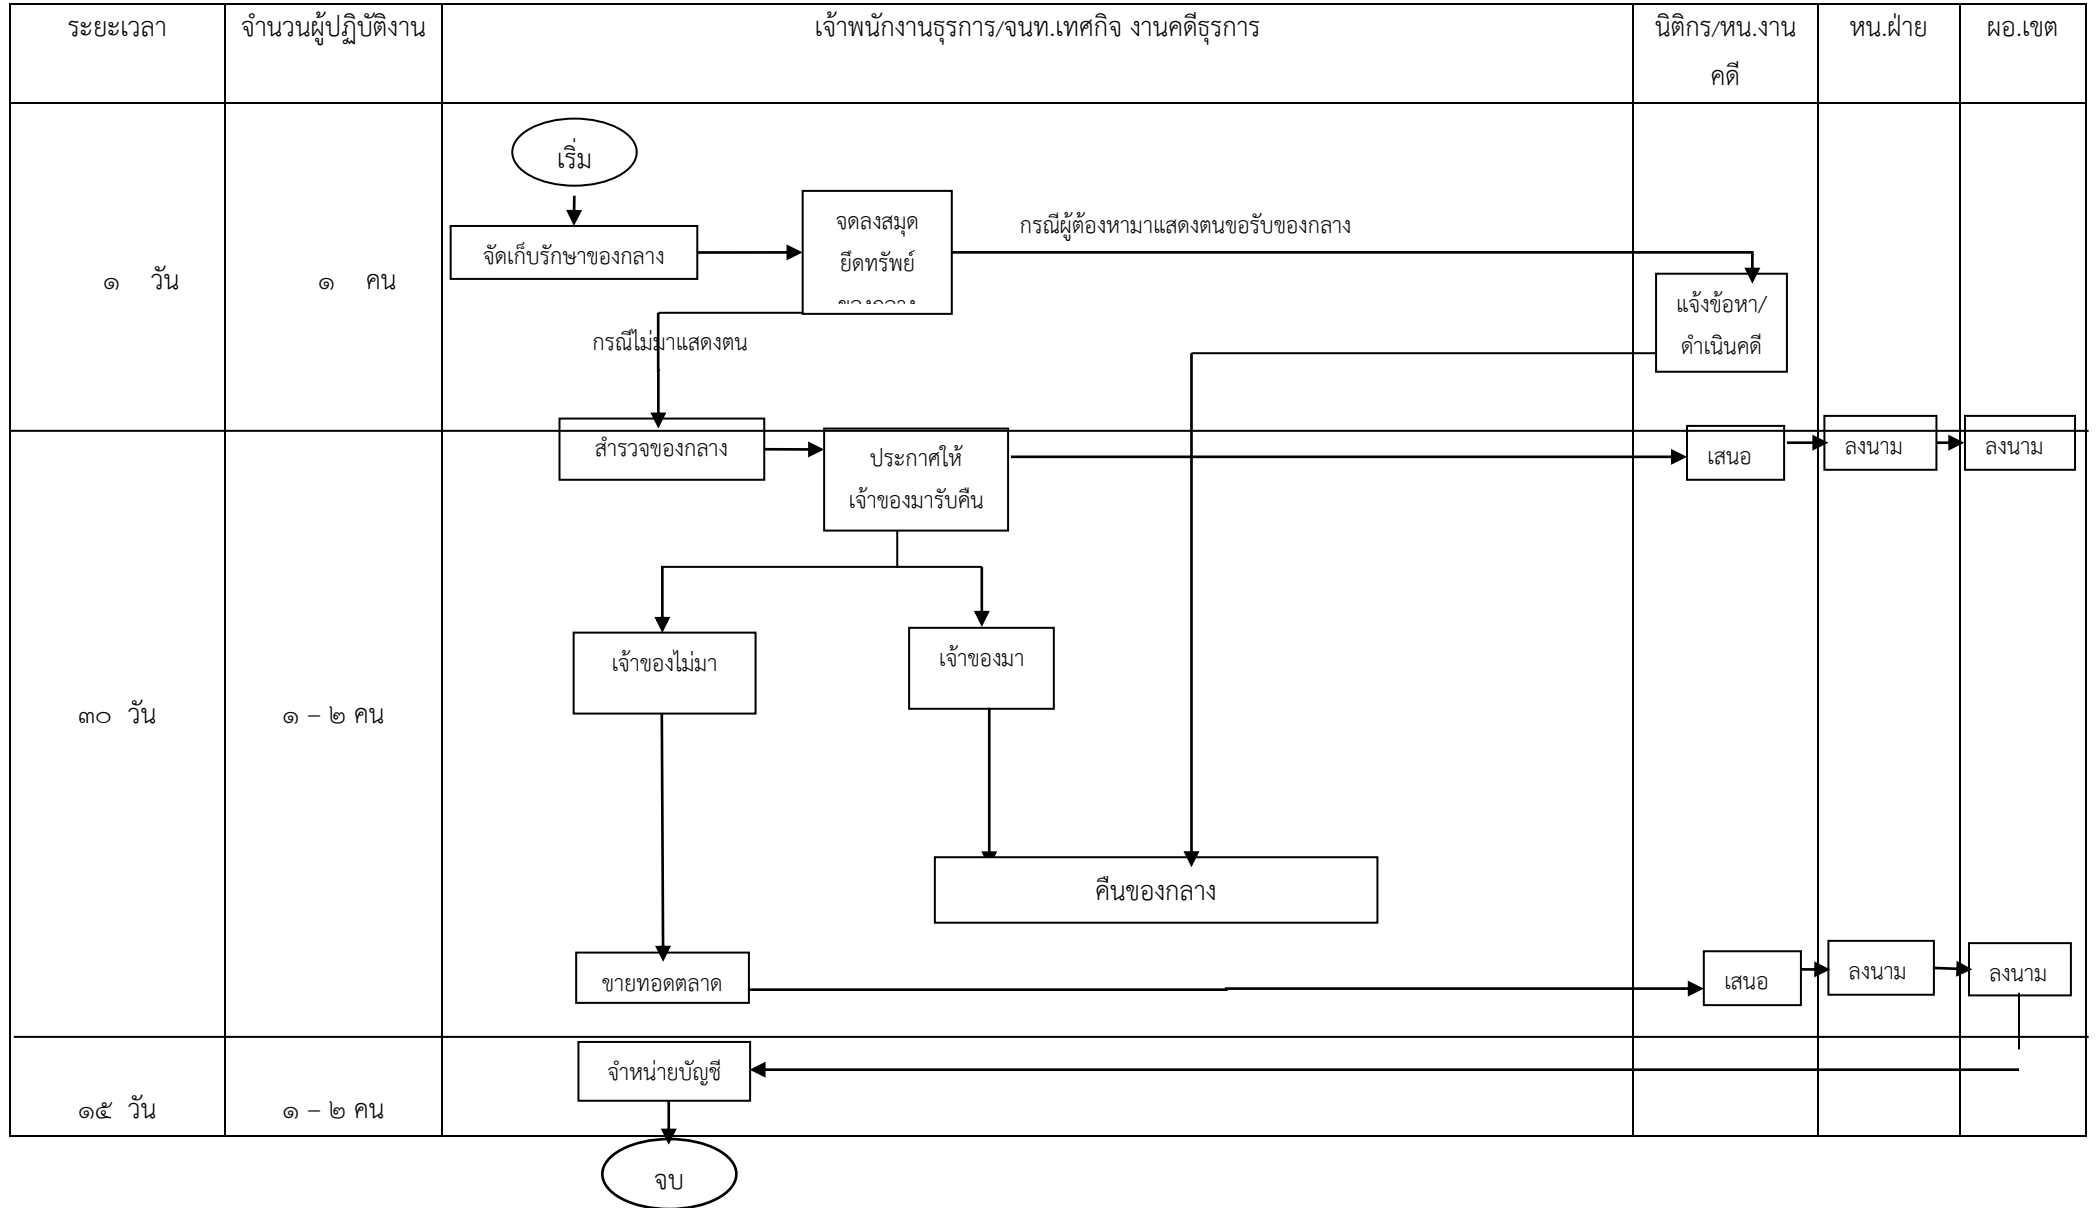 ระยะเวลา
จำนวนผู้ปฏิบัติงาน
เจ้าพนักงานธุรการ/จนท.เทศกิจ งานคดีธุรการ
นิติกร/หน.งาน
คดี
หน.ฝ่าย
ผอ.เขต
เริ่ม
จัดเก็บรักษาของกลาง
จดลงสมุด
ยึดทรัพย์
กรณีผู้ต้องหามาแสดงตนขอรับของกลาง
๑ วัน
๑ คน
แจ้งข้อหา/
ดำเนินคดี
กรณีไม่มาแสดงตน
สำรวจของกลาง
ประกาศให้
เจ้าของมารับคืน
เสนอ
ลงนาม
ลงนาม
เจ้าของไม่มา
เจ้าของมา
๓๐ วัน
๑ – ๒ คน
คืนของกลาง
ขายทอดตลาด
เสนอ
ลงนาม
ลงนาม
จำหน่ายบัญชี
๑๕ วัน
๑ – ๒ คน
จบ